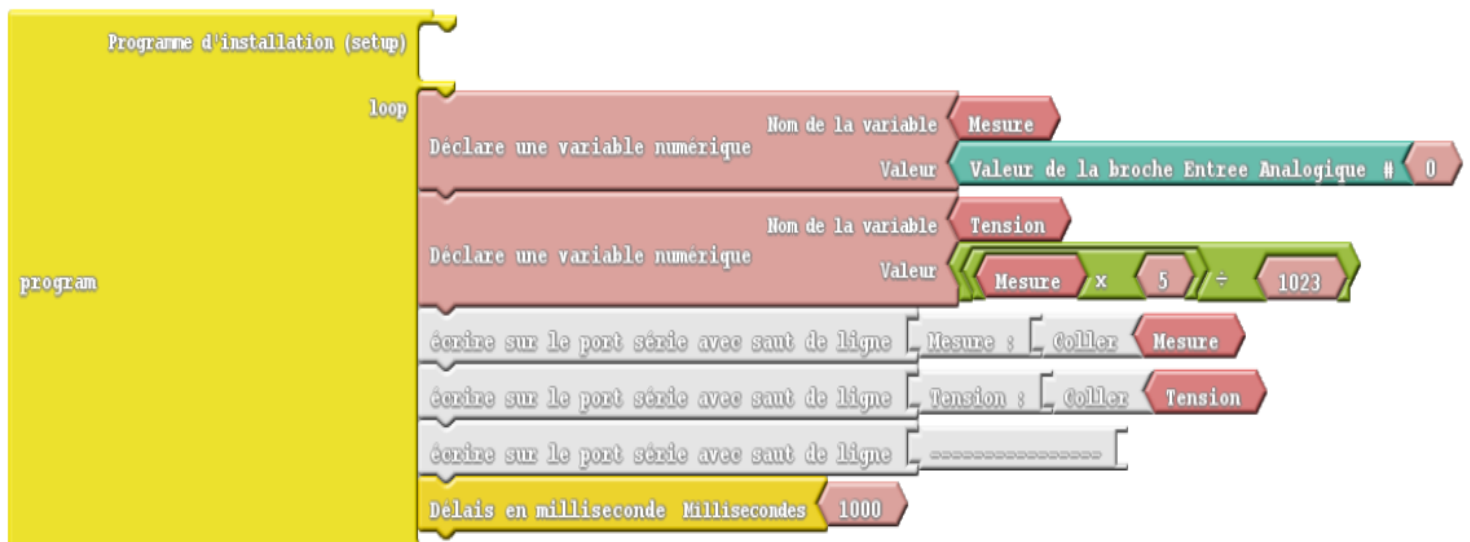 Programme d'installation (setup)
loop
program
Déclare une variable numérique
Nom de la variable Mesure
Valeur Valeur de la broche Entree Analogique # 0
Déclare une variable numérique
Nom de la variable Tension
Valeur Mesure x 5 ÷ 1023
écrire sur le port série avec saut de ligne Mesure : Coller Mesure
écrire sur le port série avec saut de ligne Tension : Coller Tension
écrire sur le port série avec saut de ligne ================
Délais en milliseconde Millisecondes 1000